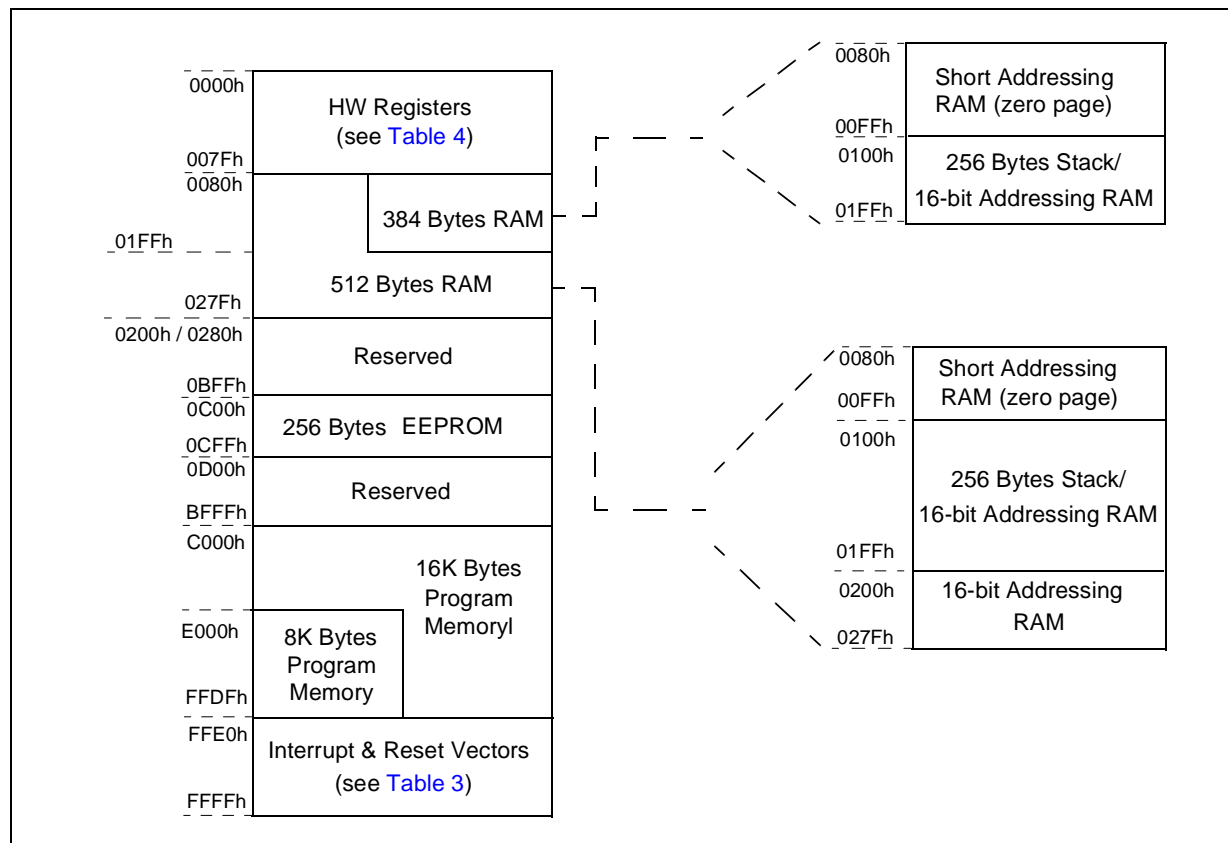 0000h
HW Registers
(see Table 4)
007Fh
0080h
384 Bytes RAM
01FFh
512 Bytes RAM
027Fh
0200h / 0280h
Reserved
0BFFh
0C00h
256 Bytes EEPROM
0CFFh
0D00h
Reserved
BFFFh
C000h
16K Bytes
Program
Memoryl
E000h
8K Bytes
Program
Memory
FFDFh
FFE0h
Interrupt & Reset Vectors
(see Table 3)
FFFFh
0080h
Short Addressing
RAM (zero page)
00FFh
0100h
256 Bytes Stack/
16-bit Addressing RAM
01FFh
0080h
Short Addressing
RAM (zero page)
00FFh
0100h
256 Bytes Stack/
16-bit Addressing RAM
01FFh
0200h
16-bit Addressing
RAM
027Fh